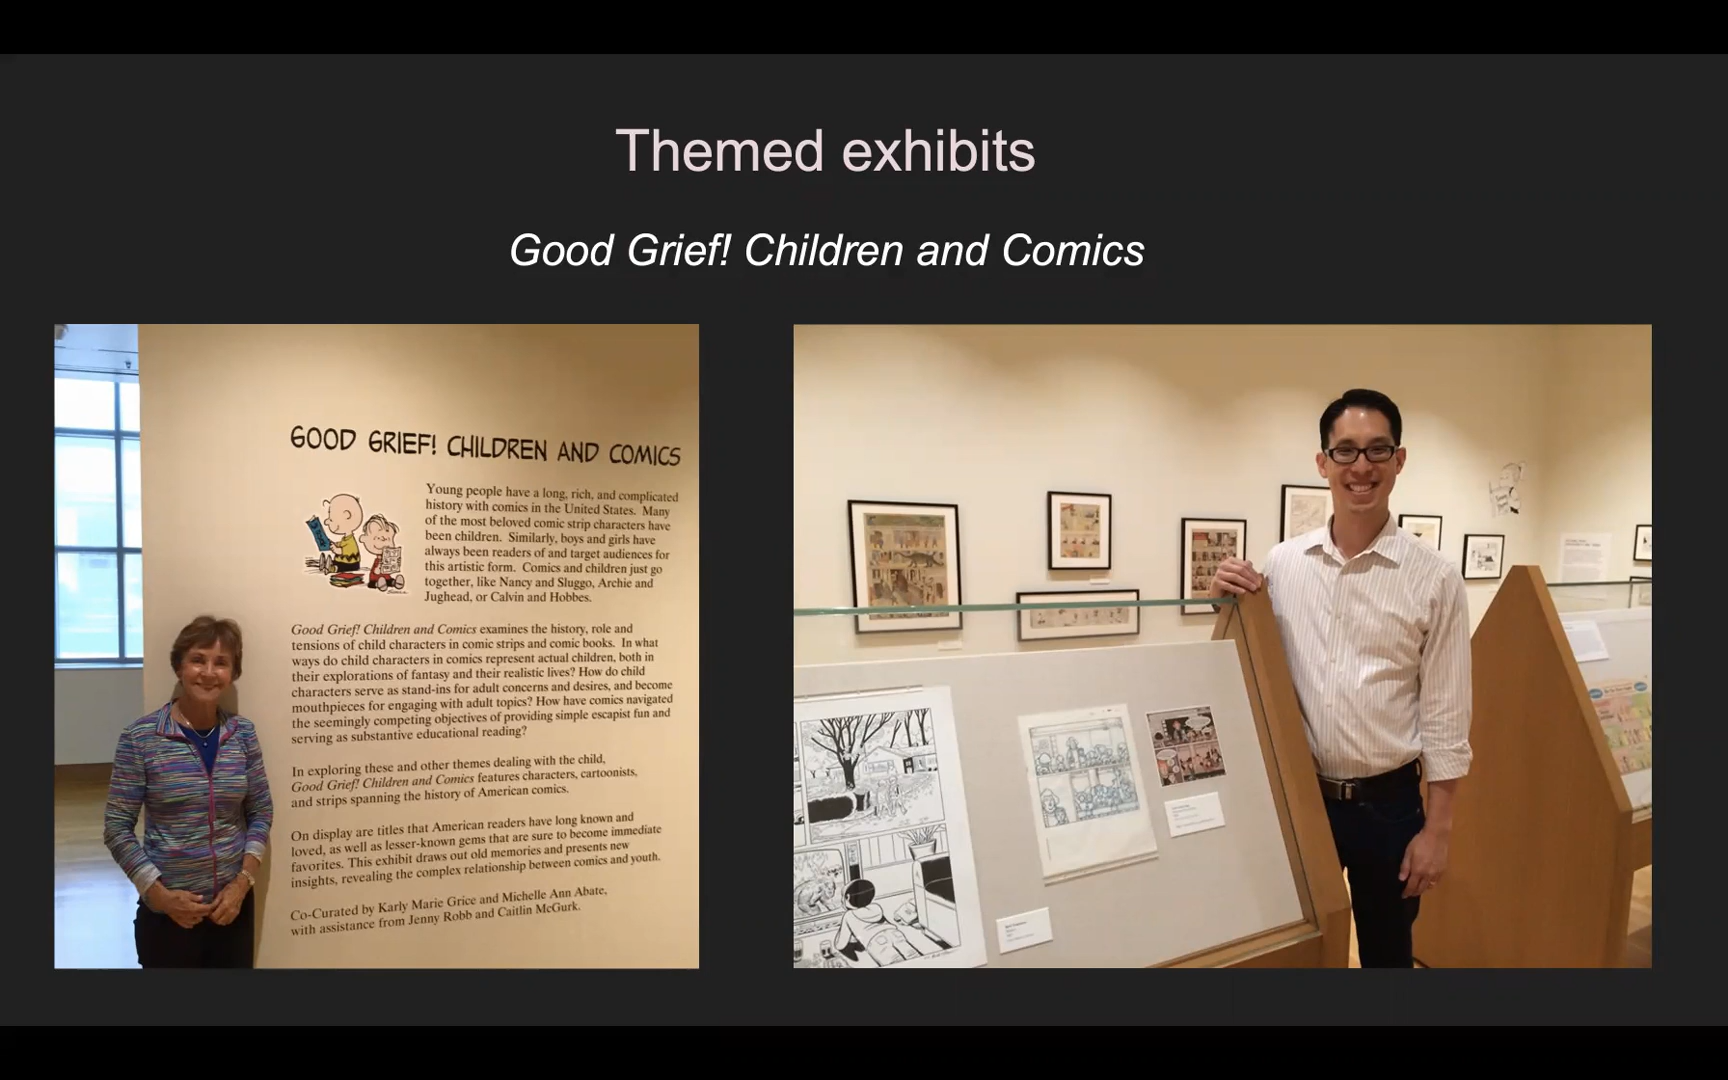 Themed exhibits
Good Grief! Children and Comics
GOOD GRIEF! CHILDREN AND COMICS
Young people have a long, rich, and complicated
history with comics in the United States. Many
of the most beloved comic strip characters have
been children. Similarly, boys and girls have
always been readers of and target audiences for
this artistic form. Comics and children just go
together, like Nancy and Sluggo, Archie and
Jughead, or Calvin and Hobbes.
Good Grief! Children and Comics examines the history, role and
tensions of child characters in comic strips and comic books. In what
ways do child characters in comics represent actual children, both in
their explorations of fantasy and their realistic lives? How do child
characters serve as stand-ins for adult concerns and desires, and become
mouthpieces for engaging with adult topics? How have comics navigated
the seemingly competing objectives of providing simple escapist fun and
serving as substantive educational reading?
In exploring these and other themes dealing with the child,
Good Grief! Children and Comics features characters, cartoonists,
and strips spanning the history of American comics.
On display are titles that American readers have long known and
loved, as well as lesser-known gems that are sure to become immediate
favorites. This exhibit draws out old memories and presents new
insights, revealing the complex relationship between comics and youth.
Co-Curated by Karly Marie Grice and Michelle Ann Abate,
with assistance from Jenny Robb and Caitlin McGurk.